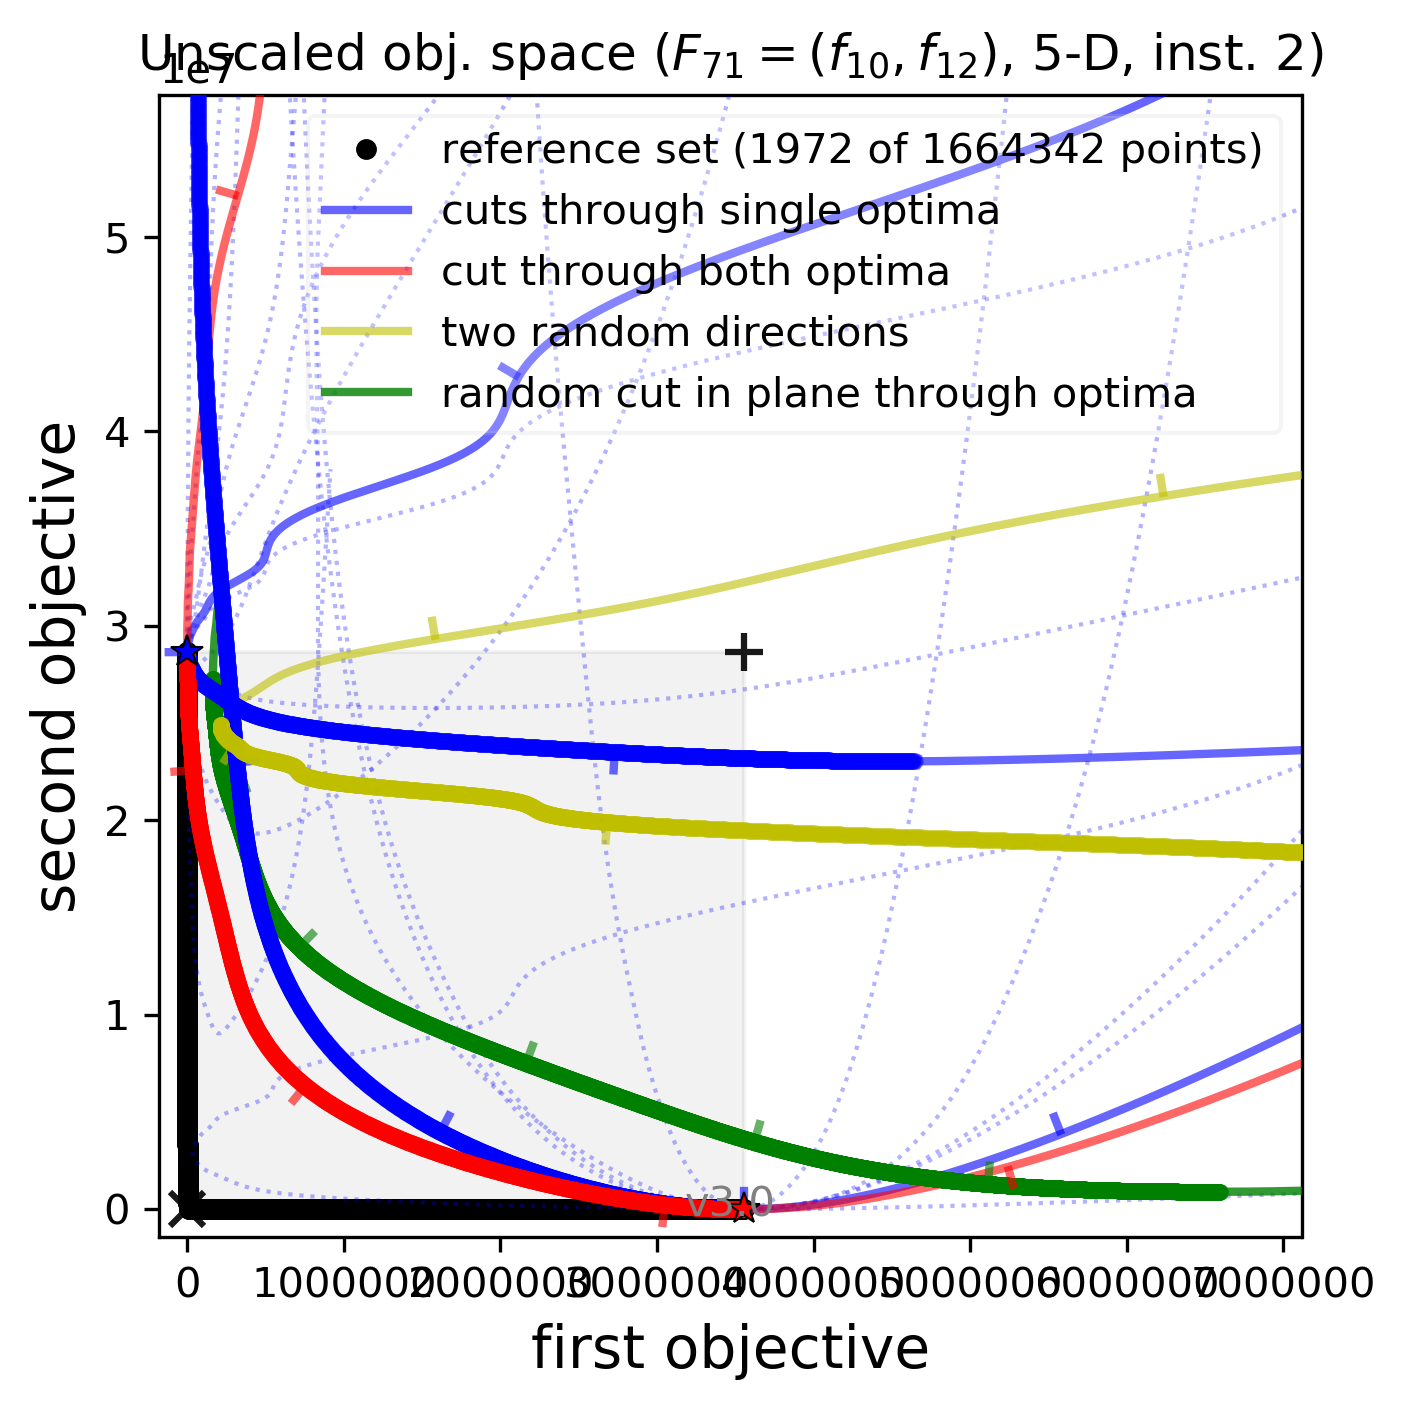 Unscaled obj. space (F₇₁ = (f₁₀, f₁₂), 5-D, inst. 2)
1e7
reference set (1972 of 1664342 points)
cuts through single optima
cut through both optima
two random directions
random cut in plane through optima
5
4
3
2
1
0
second objective
v3.0
0 1000000 2000000 3000000 4000000 5000000 6000000 7000000
first objective